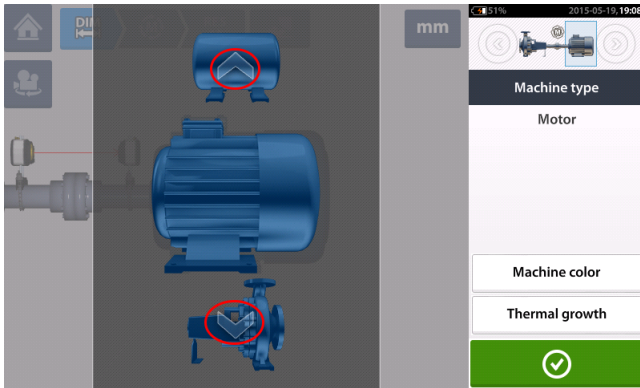 51%
2015-05-19, 19:08
DIM
mm
M
Machine type
Motor
Machine color
Thermal growth